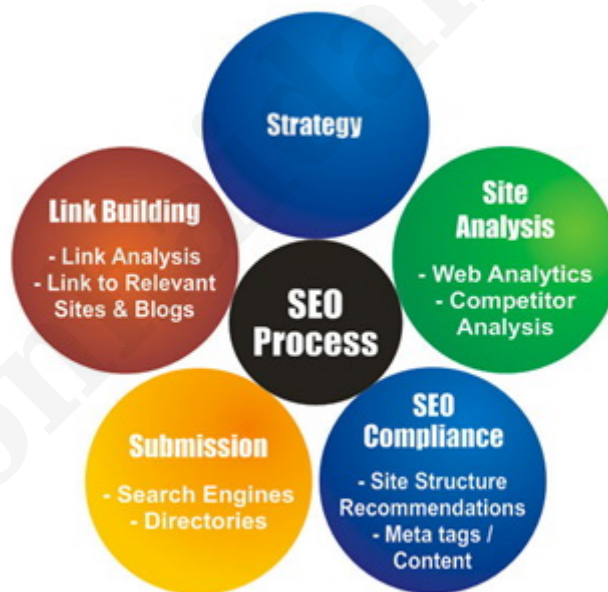 Strategy
Site
Analysis
- Web Analytics
- Competitor
Analysis
SEO
Compliance
- Site Structure
Recommendations
- Meta tags /
Content
Submission
- Search Engines
- Directories
Link Building
- Link Analysis
- Link to Relevant
Sites & Blogs
SEO
Process